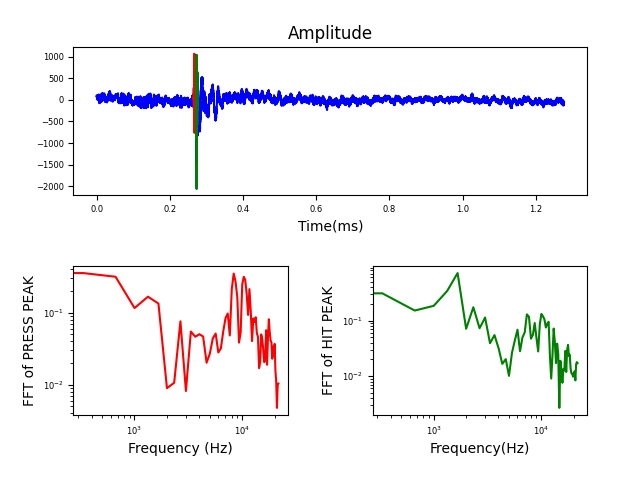 Amplitude
1000
500
0
−500
−1000
−1500
−2000
0.0 0.2 0.4 0.6 0.8 1.0 1.2
Time(ms)
FFT of PRESS PEAK
10⁻¹
10⁻²
10³ 10⁴
Frequency (Hz)
FFT of HIT PEAK
10⁻¹
10⁻²
10³ 10⁴
Frequency(Hz)